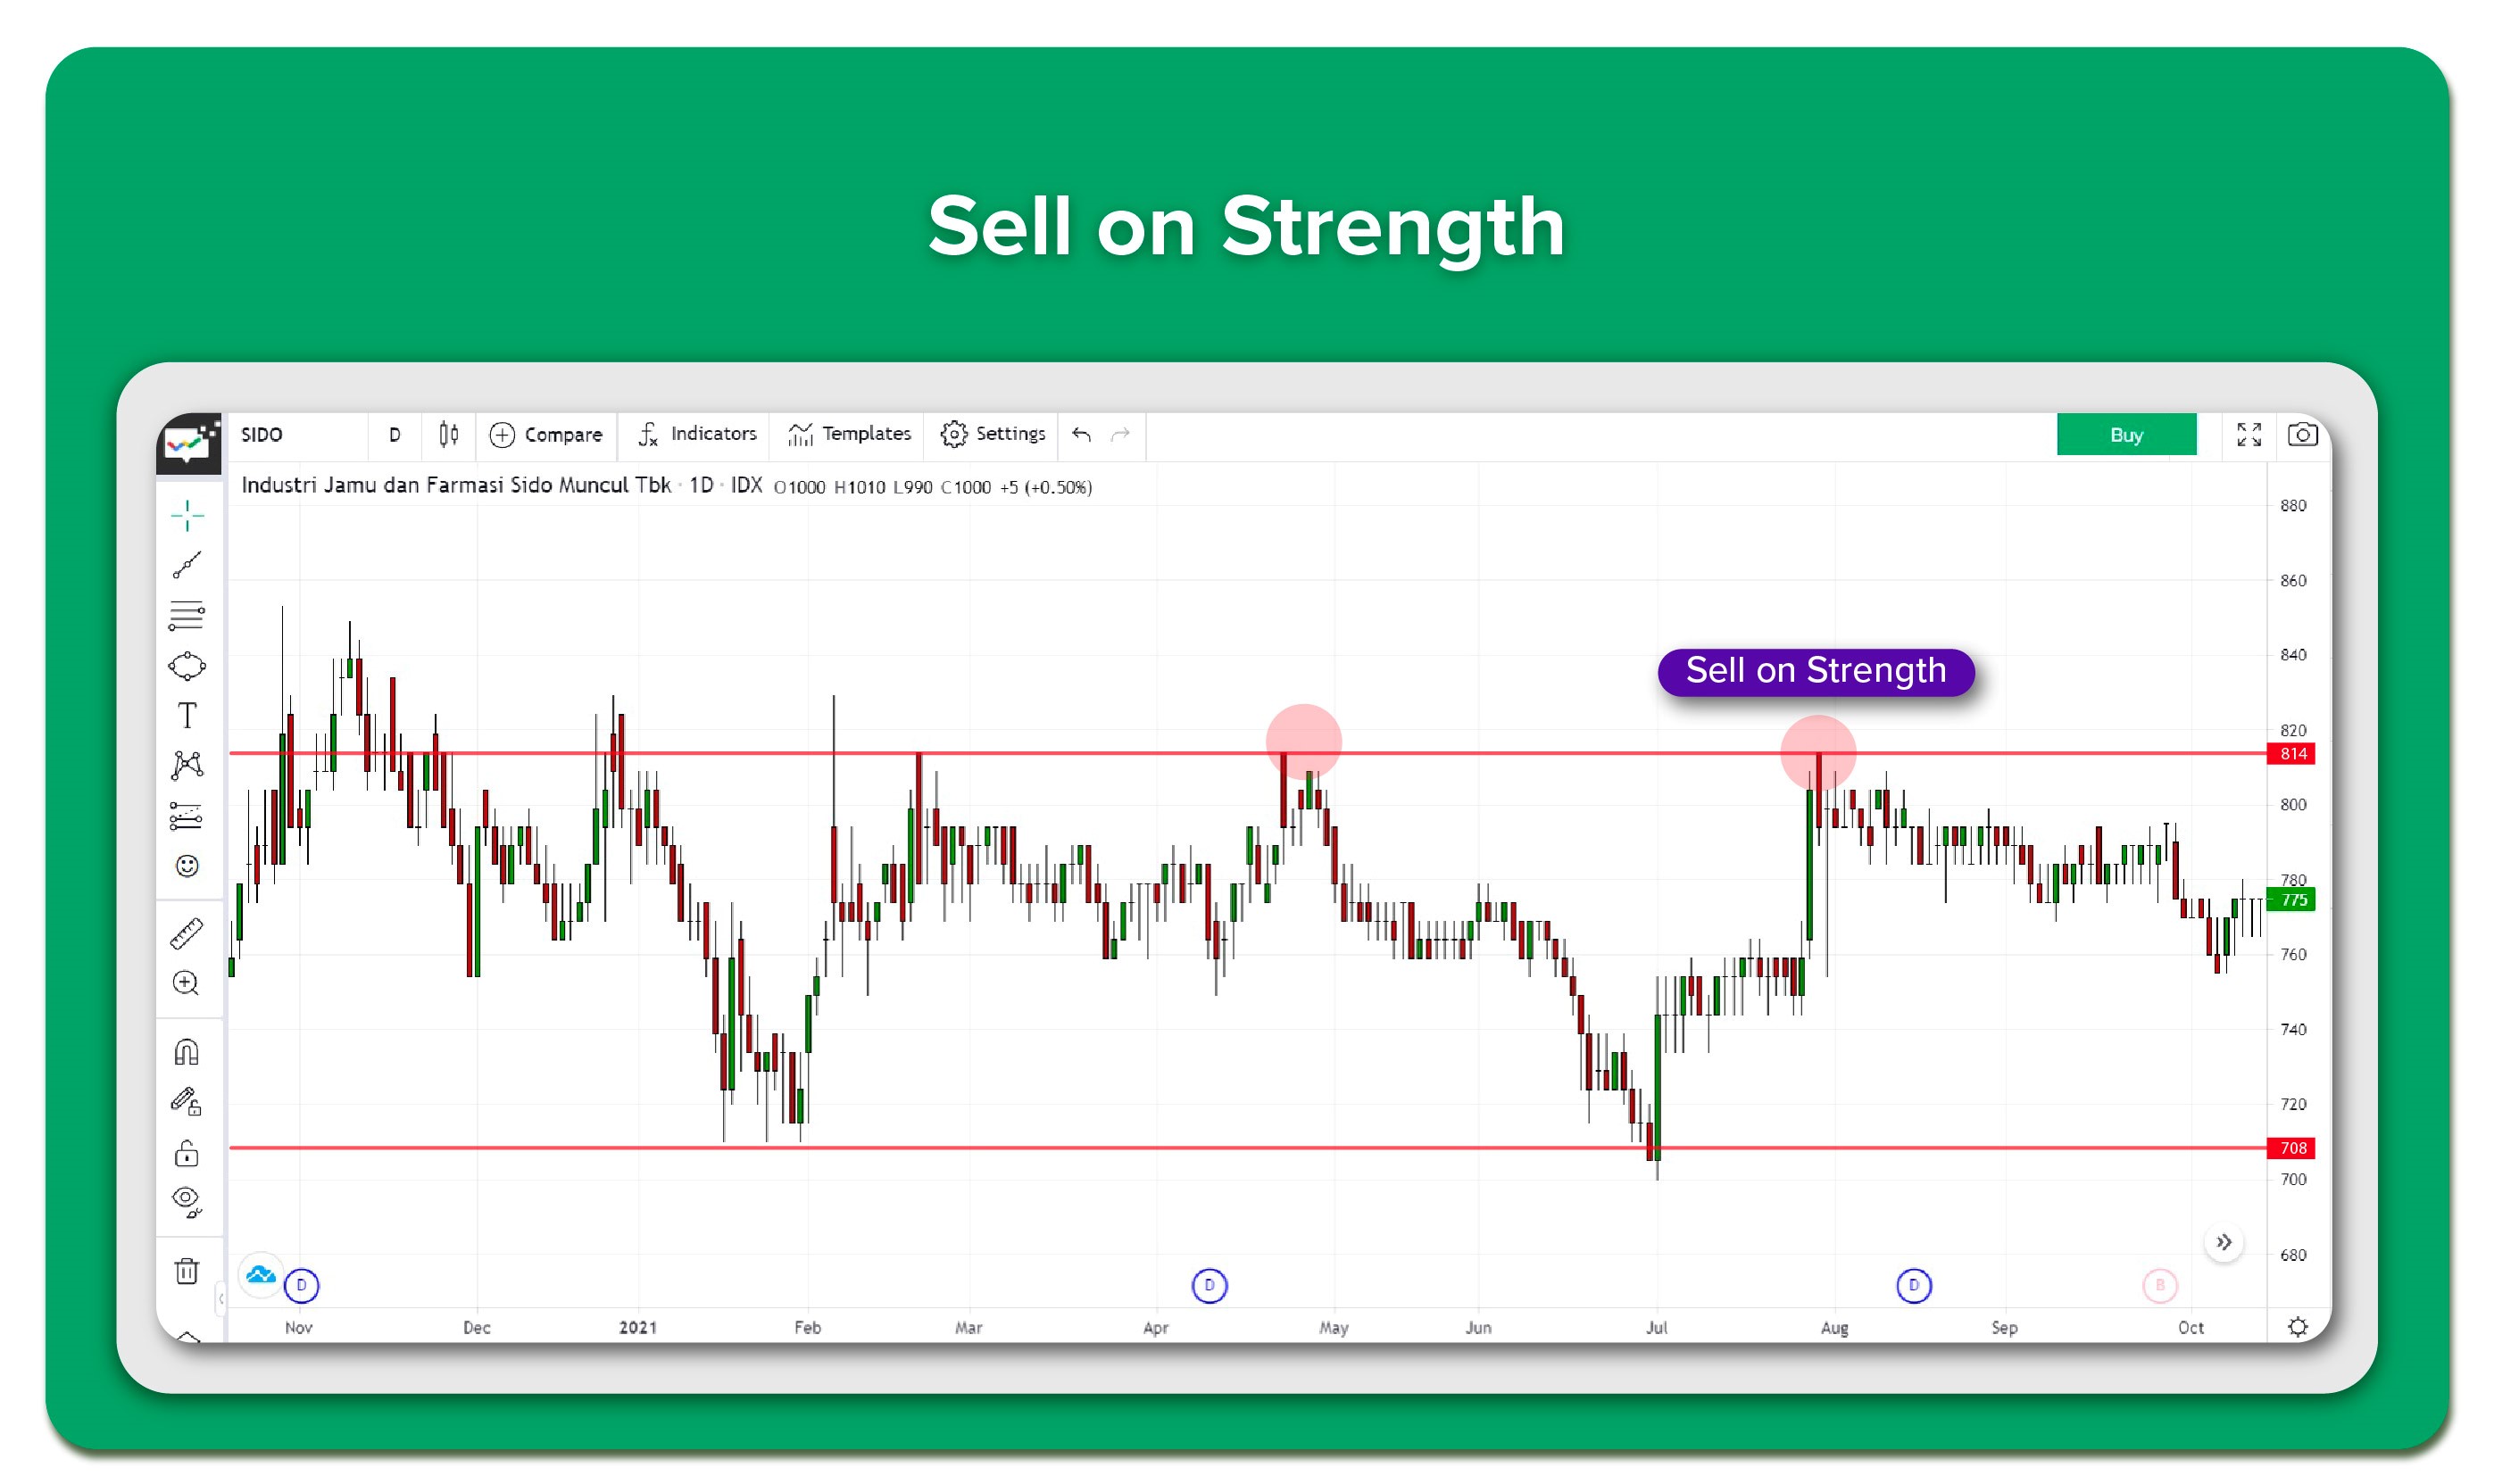 Sell on Strength
SIDO D Compare Indicators Templates Settings Buy
Industri Jamu dan Farmasi Sido Muncul Tbk · 1D · IDX O1000 H1010 L990 C1000 +5 (+0.50%)
880
860
840
Sell on Strength
820
814
800
780
775
760
740
720
708
700
680
D D D B
Nov Dec 2021 Feb Mar Apr May Jun Jul Aug Sep Oct